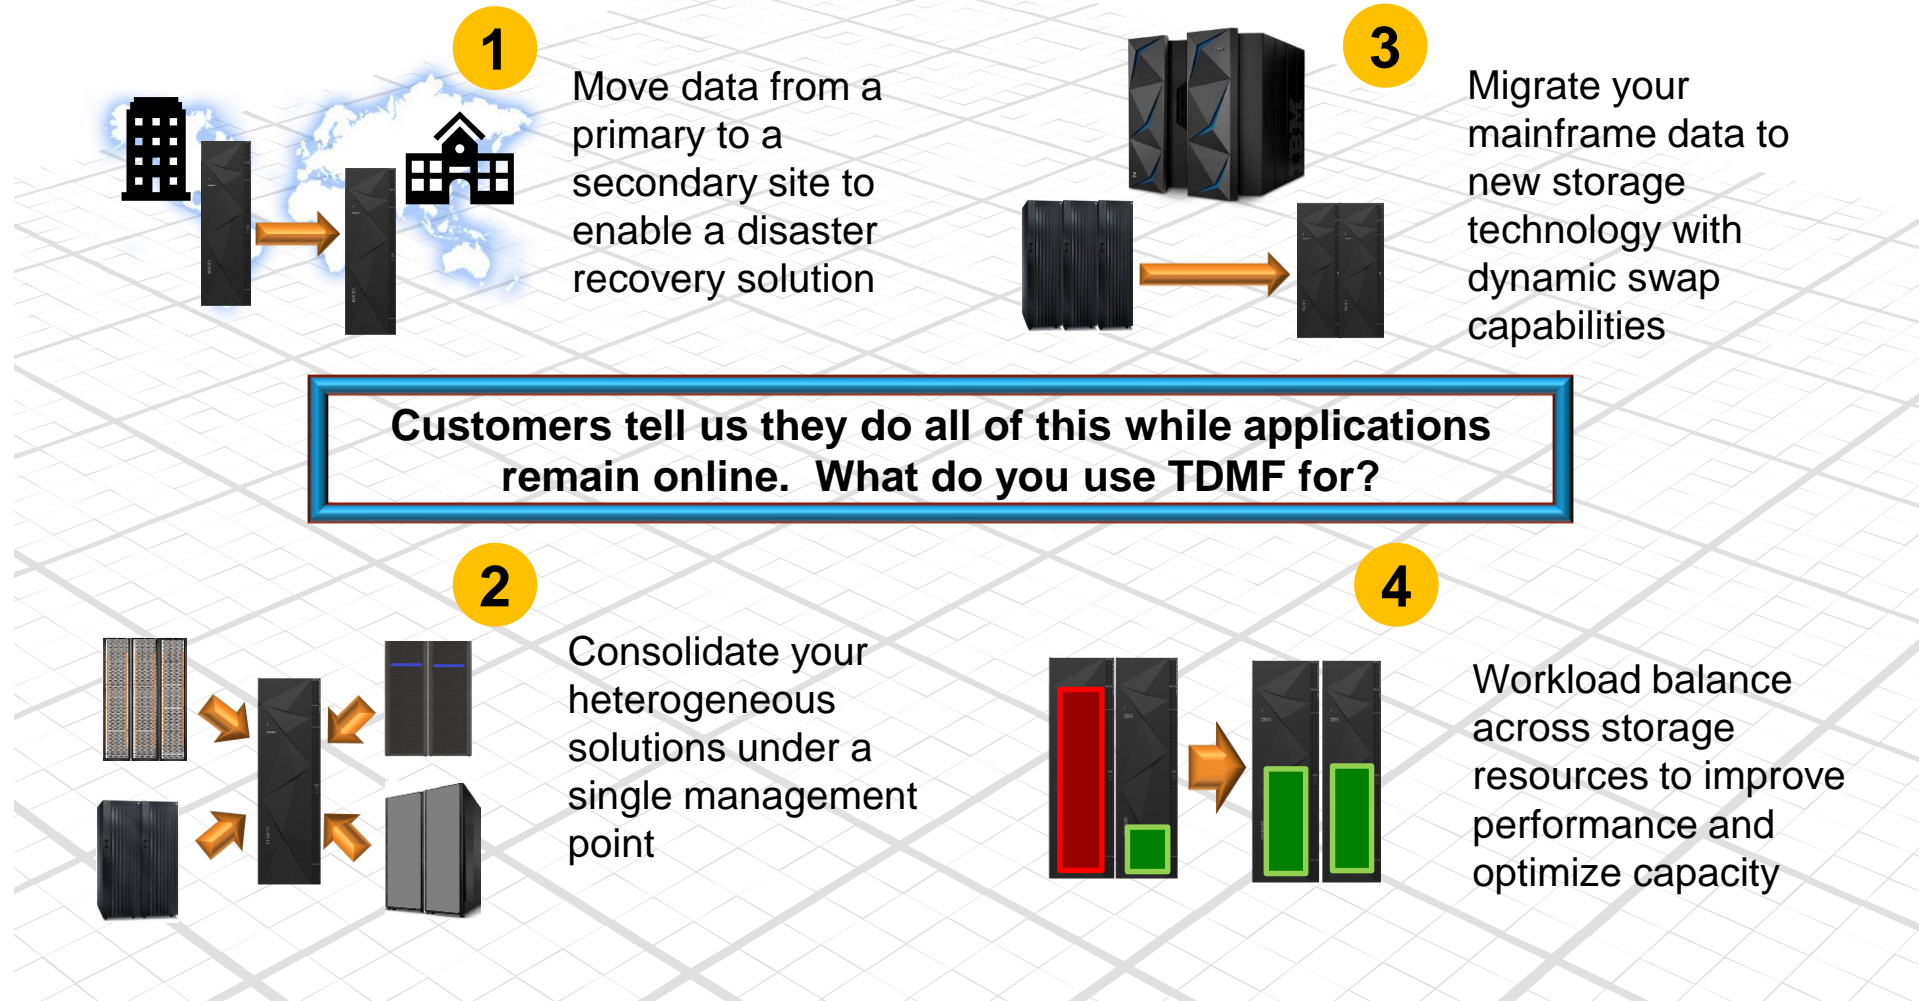 1
Move data from a
primary to a
secondary site to
enable a disaster
recovery solution
3
Migrate your
mainframe data to
new storage
technology with
dynamic swap
capabilities
IBM
Customers tell us they do all of this while applications
remain online.  What do you use TDMF for?
2
Consolidate your
heterogeneous
solutions under a
single management
point
4
Workload balance
across storage
resources to improve
performance and
optimize capacity